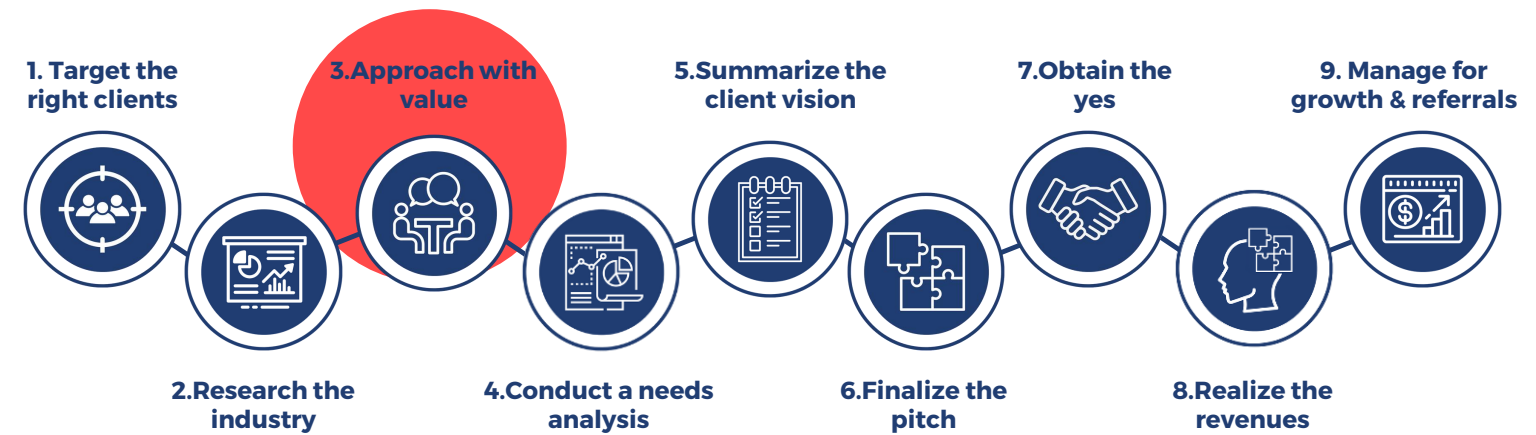 1. Target the
right clients
2.Research the
industry
3.Approach with
value
4.Conduct a needs
analysis
5.Summarize the
client vision
6.Finalize the
pitch
7.Obtain the
yes
8.Realize the
revenues
9. Manage for
growth & referrals